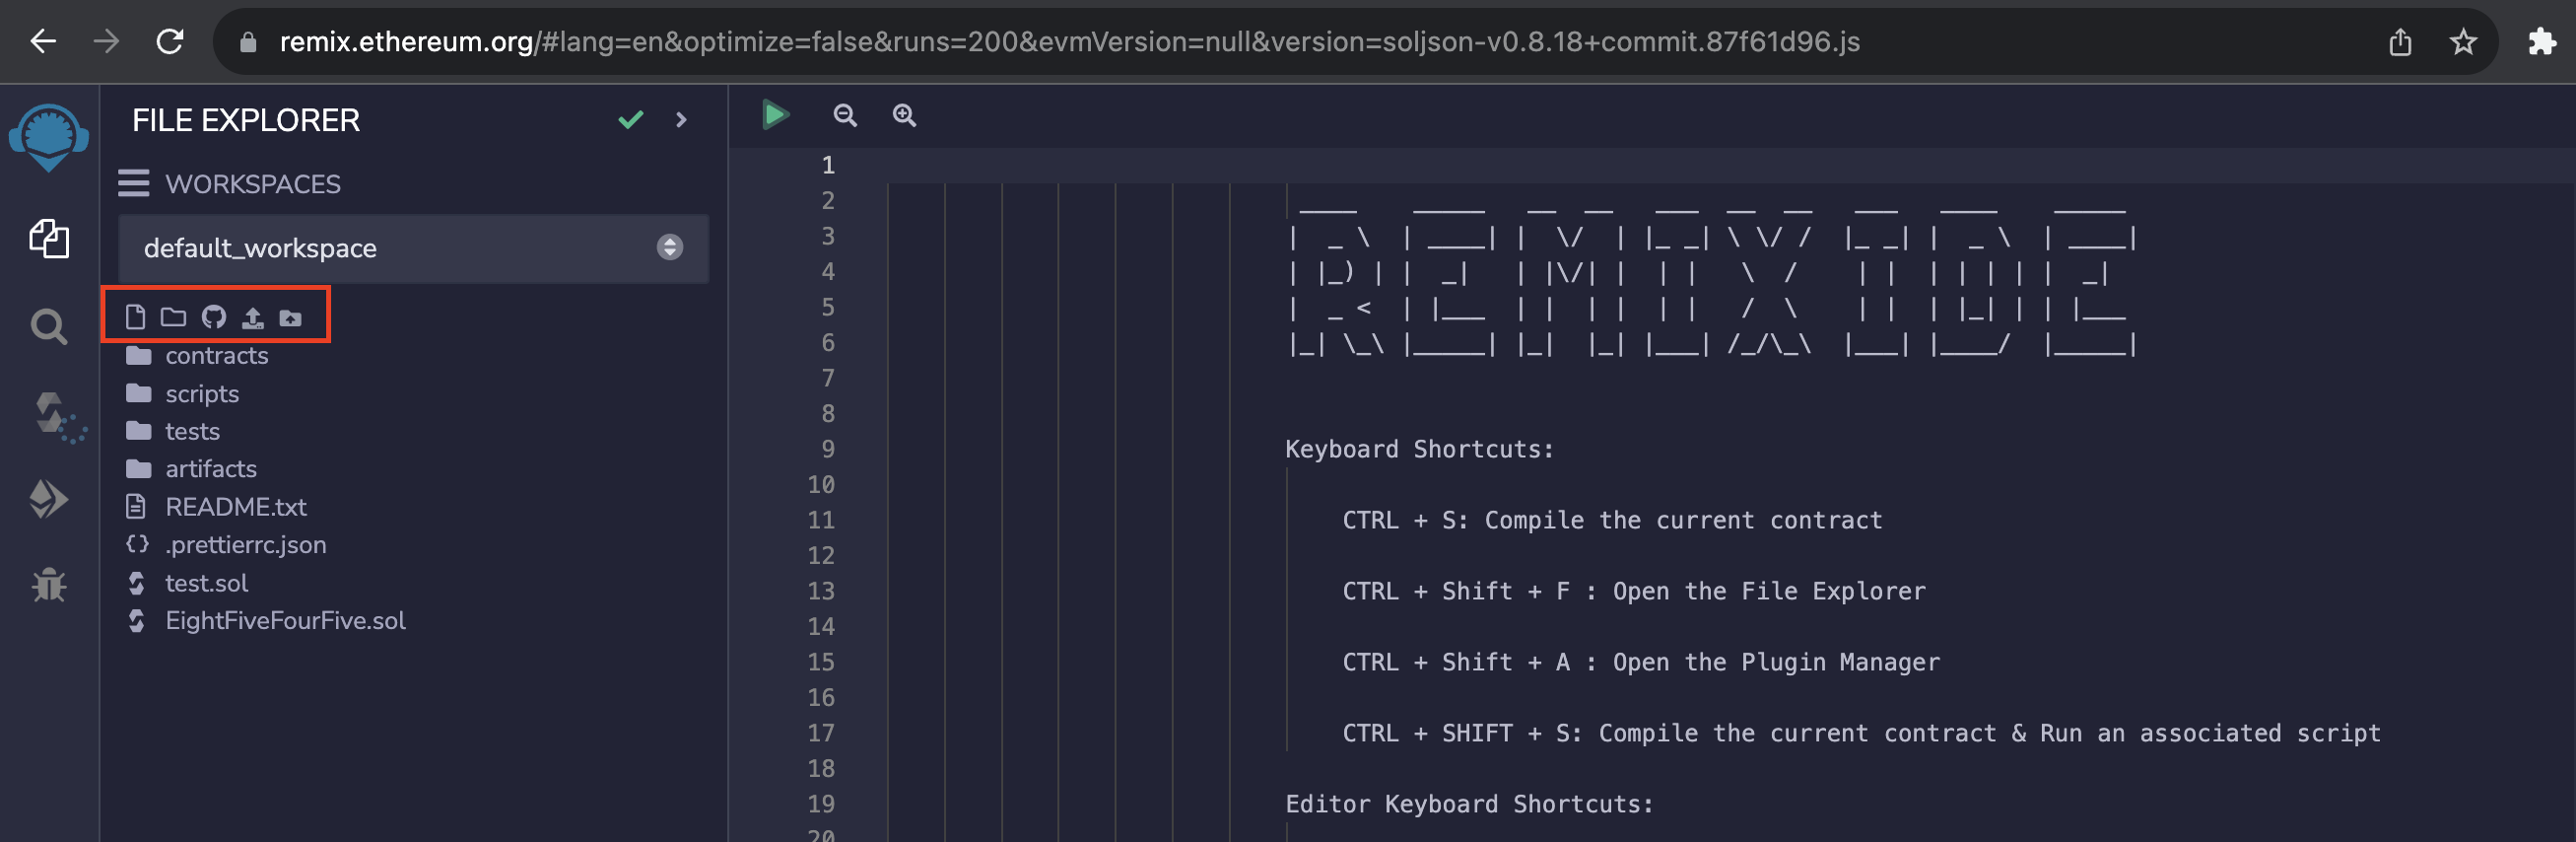 remix.ethereum.org/#lang=en&optimize=false&runs=200&evmVersion=null&version=soljson-v0.8.18+commit.87f61d96.js
FILE EXPLORER
WORKSPACES
default_workspace
contracts
scripts
tests
artifacts
README.txt
.prettierrc.json
test.sol
EightFiveFourFive.sol
1
2
3
4
5
6
7
8
9
10
11
12
13
14
15
16
17
18
19
20
REMIX IDE
Keyboard Shortcuts:
CTRL + S: Compile the current contract
CTRL + Shift + F : Open the File Explorer
CTRL + Shift + A : Open the Plugin Manager
CTRL + SHIFT + S: Compile the current contract & Run an associated script
Editor Keyboard Shortcuts: